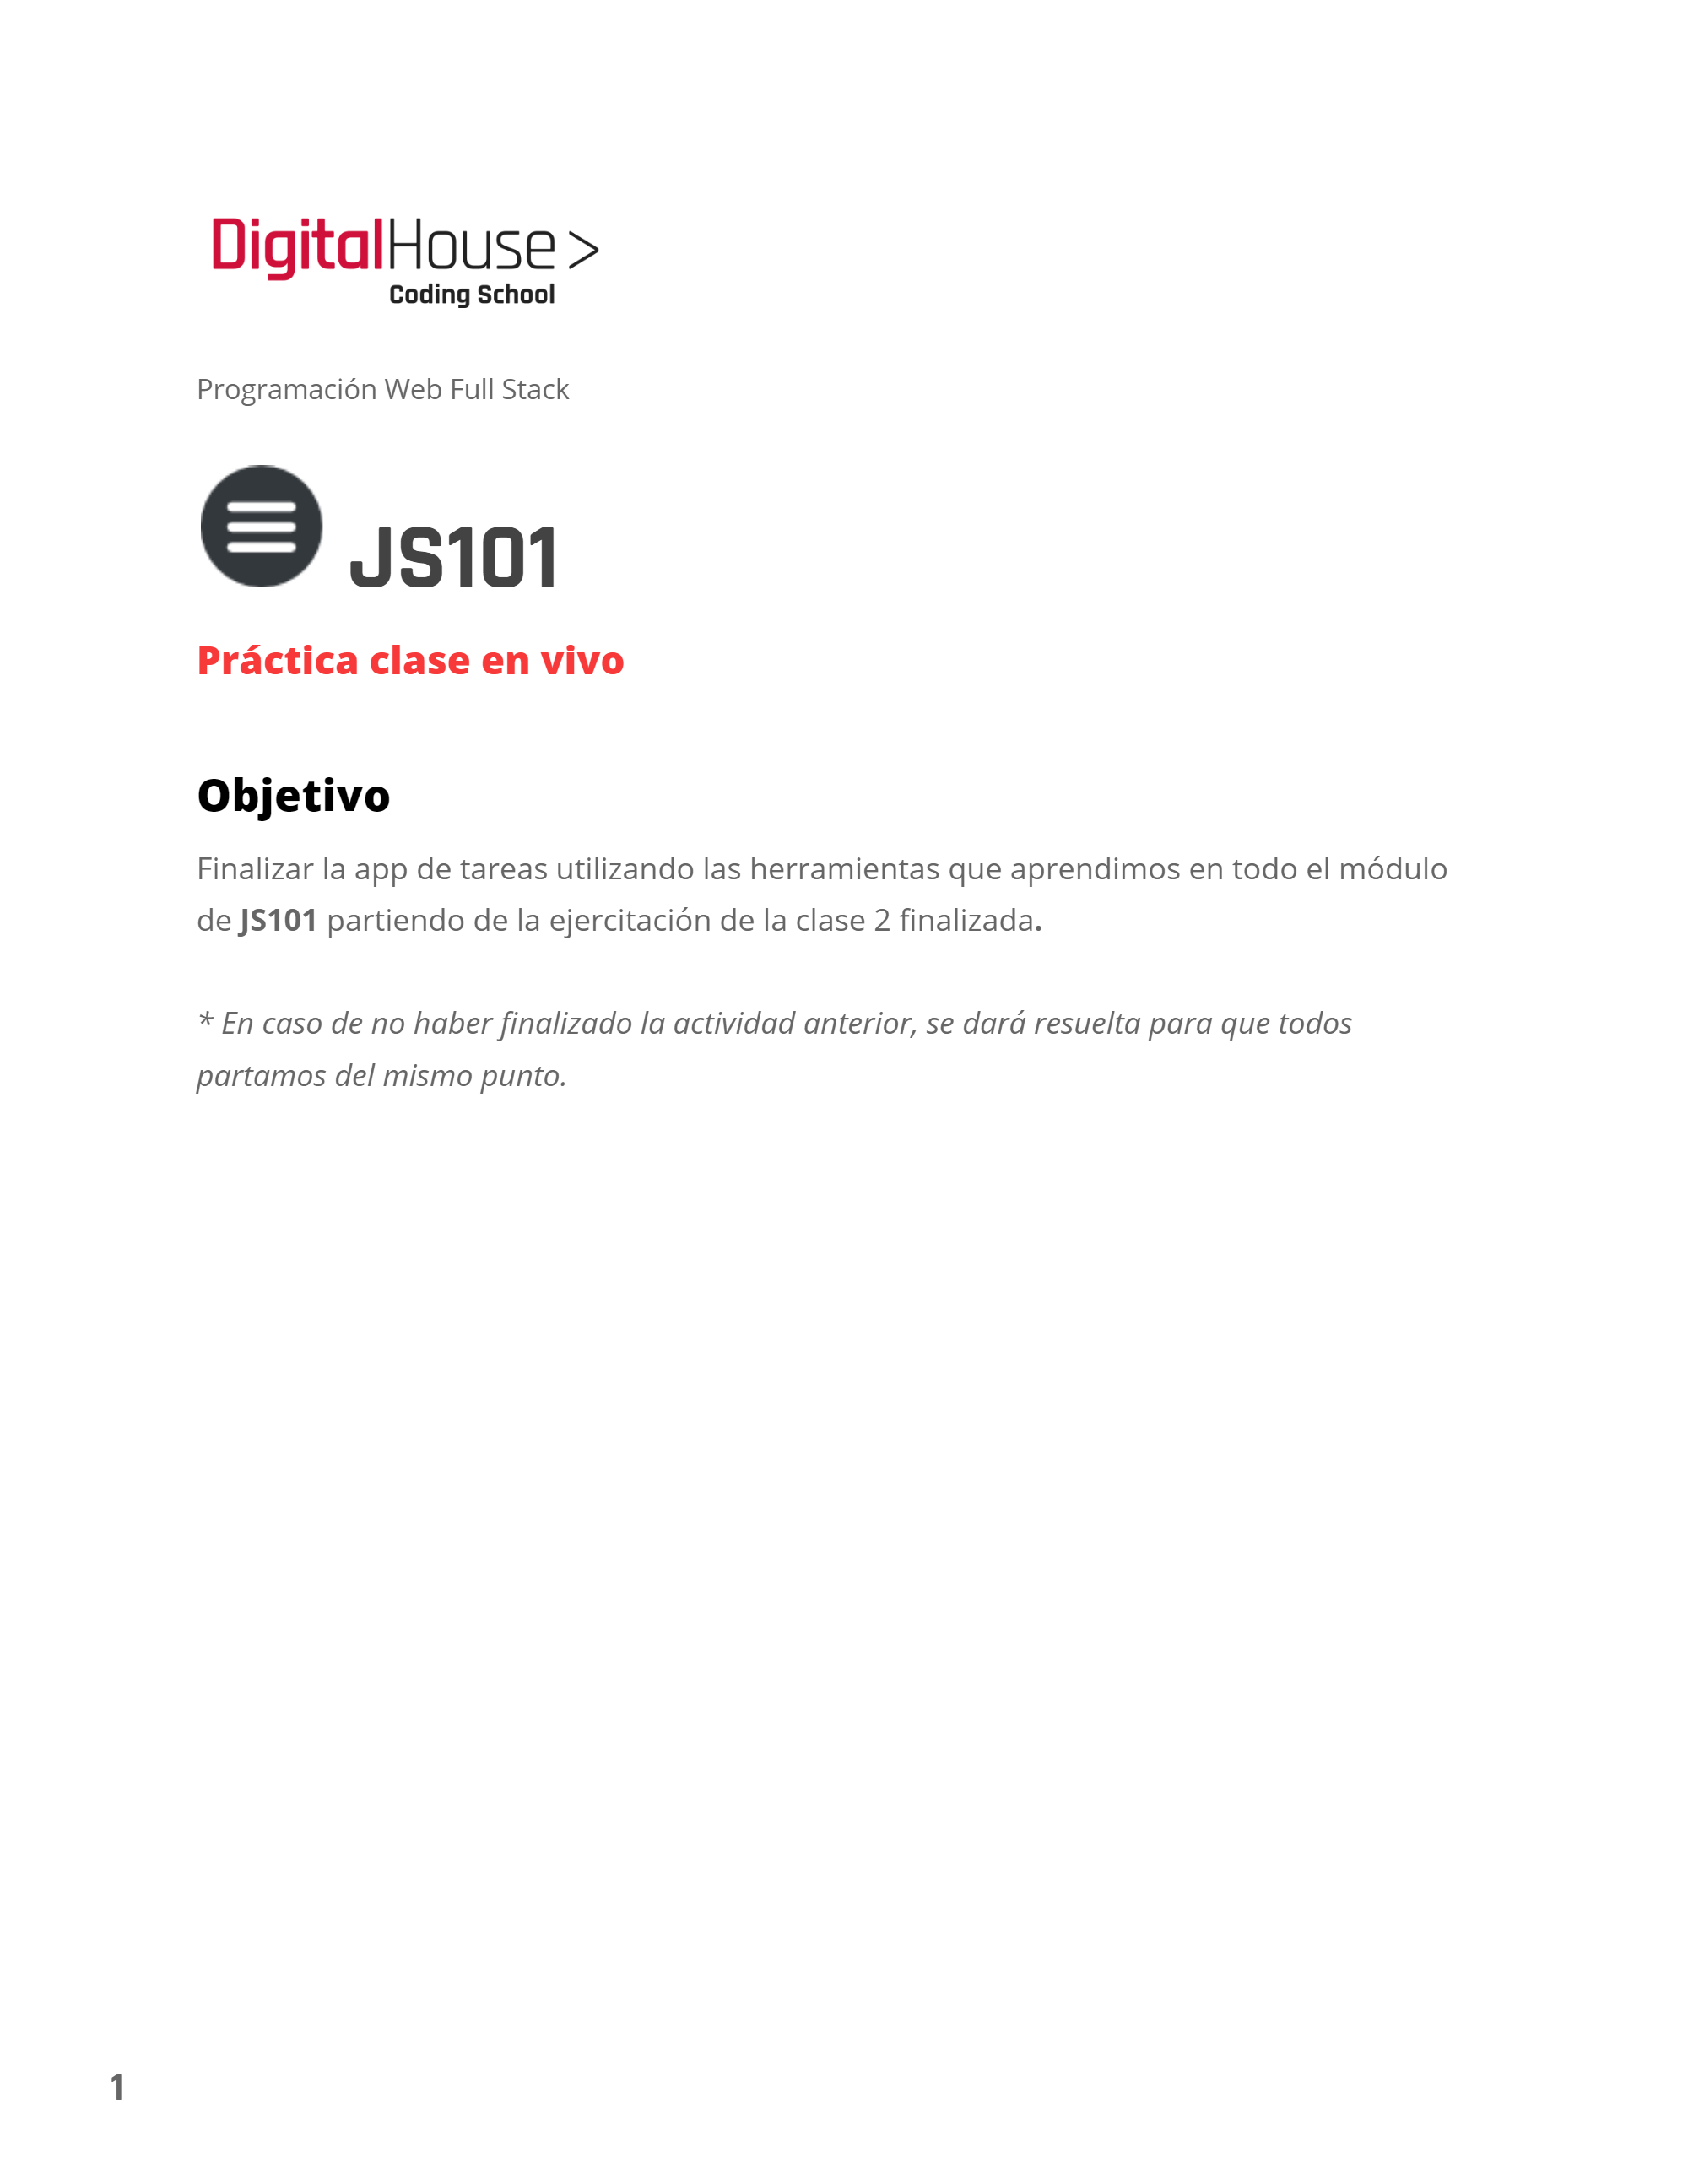 DigitalHouse >
Coding School
Programación Web Full Stack
JS101
Práctica clase en vivo
Objetivo
Finalizar la app de tareas utilizando las herramientas que aprendimos en todo el módulo
de JS101 partiendo de la ejercitación de la clase 2 finalizada.
* En caso de no haber finalizado la actividad anterior, se dará resuelta para que todos
partamos del mismo punto.
1